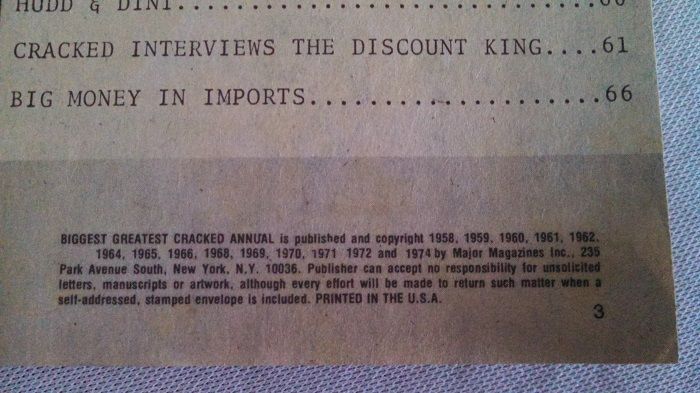 HUDD & DINI................................60
CRACKED INTERVIEWS THE DISCOUNT KING....61
BIG MONEY IN IMPORTS......................66
BIGGEST GREATEST CRACKED ANNUAL is published and copyright 1958, 1959, 1960, 1961, 1962,
1964, 1965, 1966, 1968, 1969, 1970, 1971 1972 and 1974 by Major Magazines Inc., 235
Park Avenue South, New York, N.Y. 10036. Publisher can accept no responsibility for unsolicited
letters, manuscripts or artwork, although every effort will be made to return such matter when a
self-addressed, stamped envelope is included. PRINTED IN THE U.S.A.
3